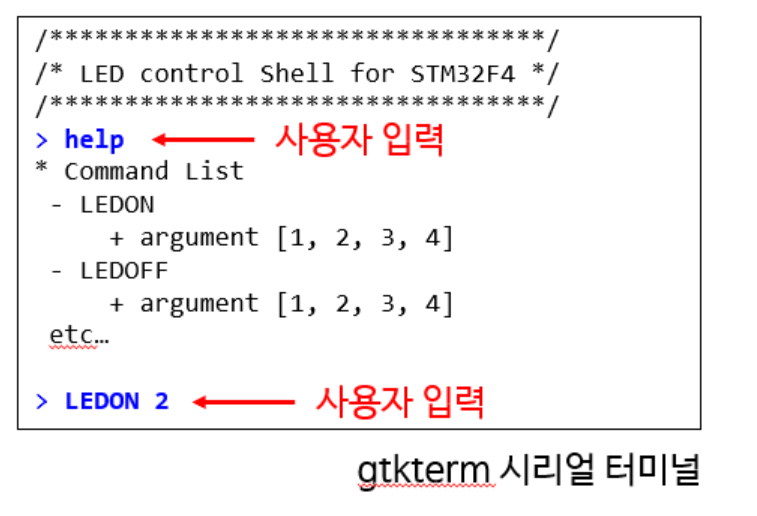 /*********************************/
/* LED control Shell for STM32F4 */
/*********************************/
> help 사용자 입력
* Command List
- LEDON
+ argument [1, 2, 3, 4]
- LEDOFF
+ argument [1, 2, 3, 4]
etc…
> LEDON 2 사용자 입력
gtkterm 시리얼 터미널